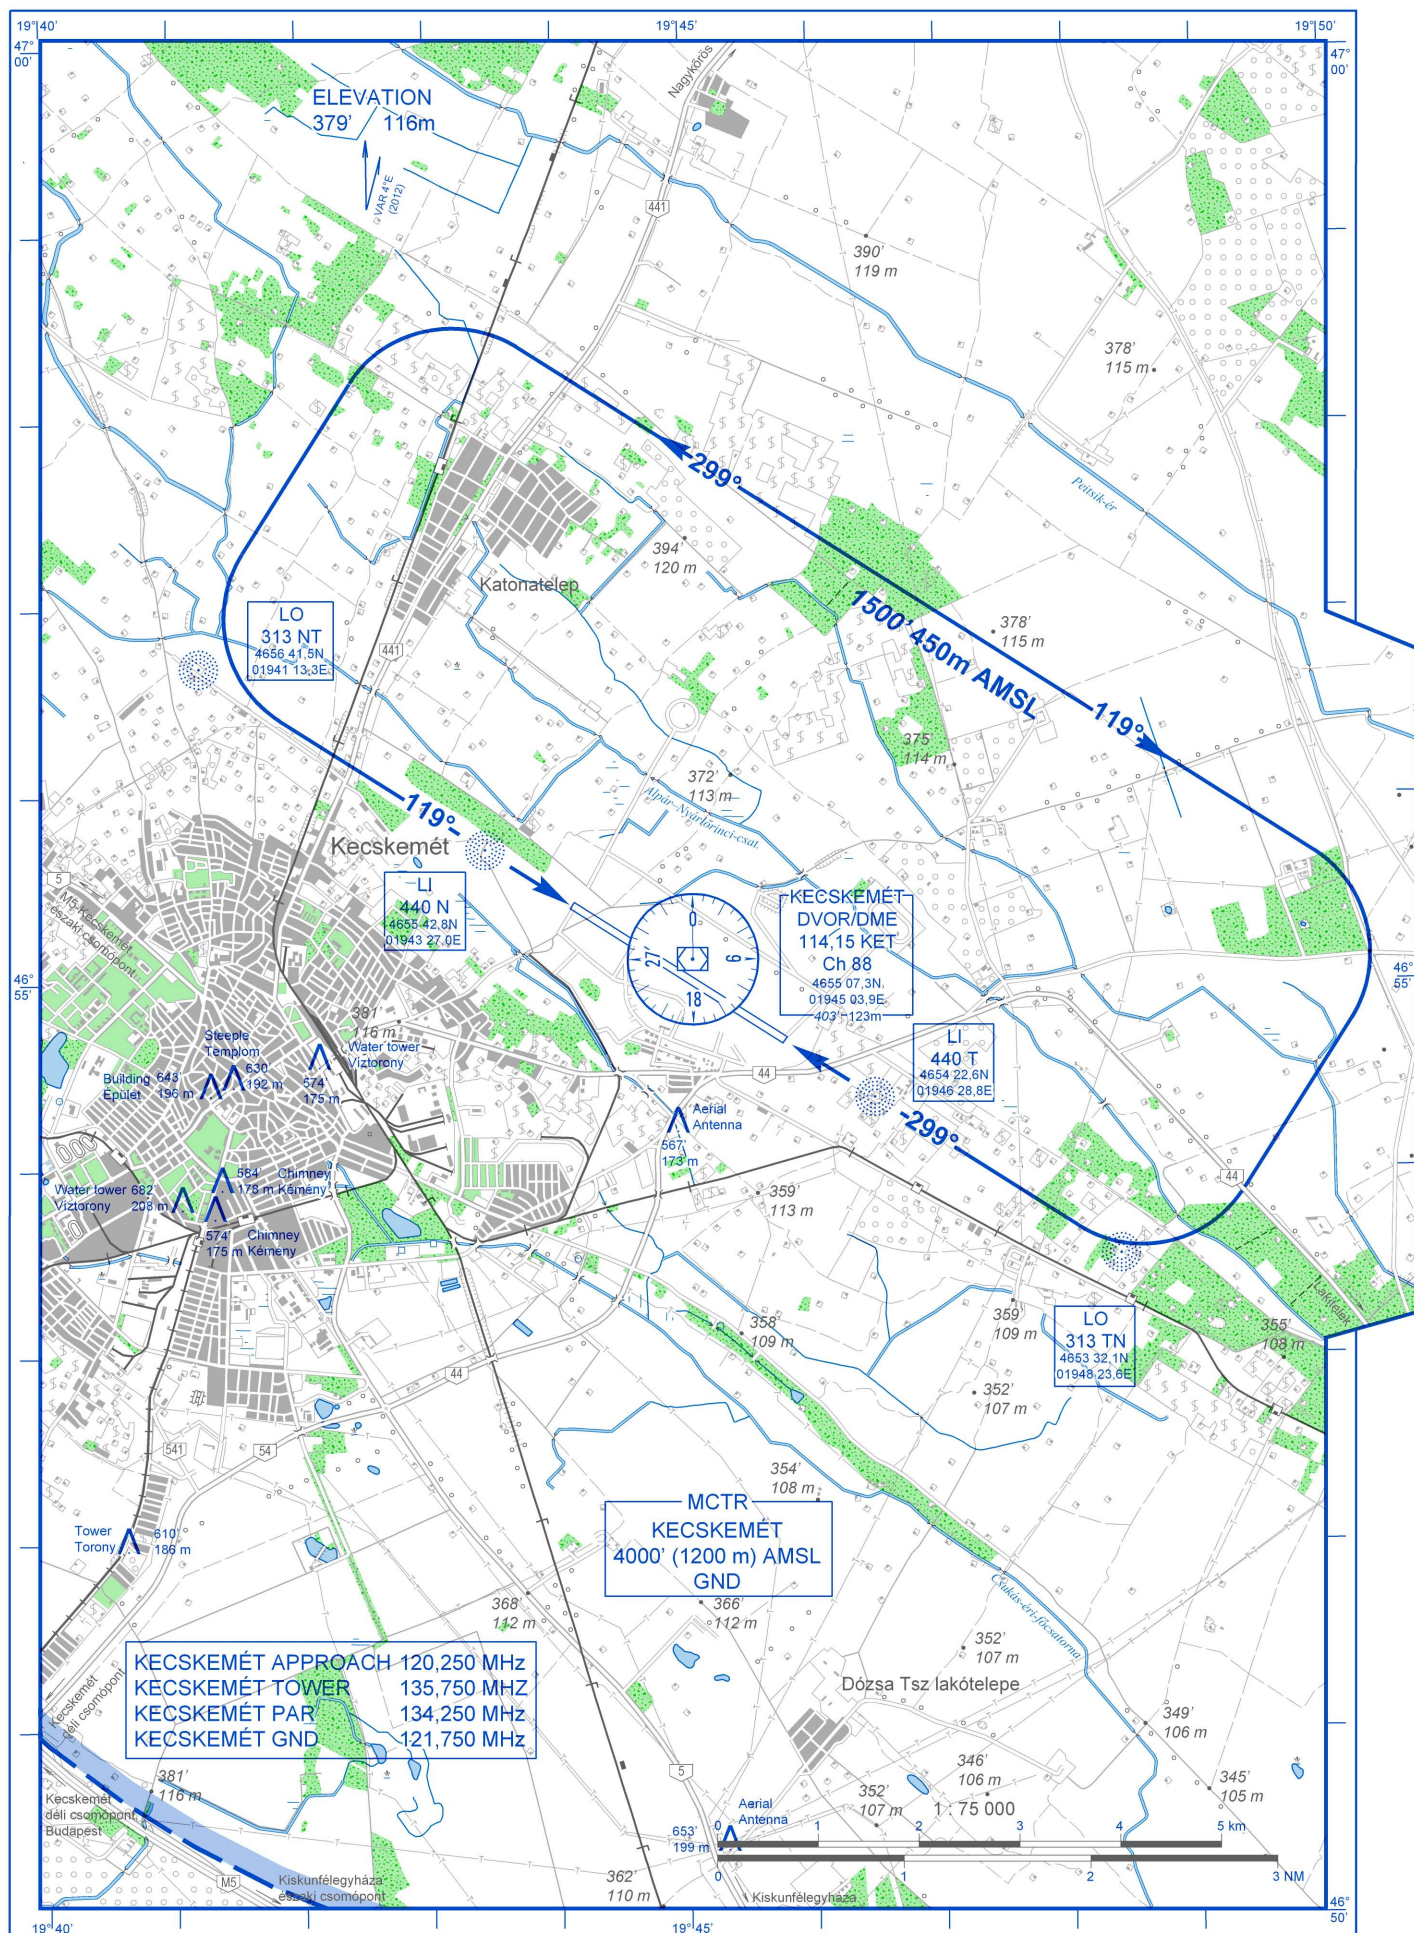 19°40'
19°45'
19°50'
47°
00'
47°
00'
Nagykőrös
ELEVATION
379' 116m
VAR 4°E
(2012)
441
390'
119 m
378'
115 m
299°
Peitsik-ér
394'
120 m
Katonatelep
1500' 450m AMSL
378'
115 m
LO
313 NT
4656 41,5N
01941 13,3E
441
119°
375'
114 m
372'
113 m
Alpár-Nyárlőrinci-csat.
119°
Kecskemét
5
M5-Kecskemét
északi csomópont
LI
440 N
4655 42,8N
01943 27,0E
0
9
18
27
KECSKEMÉT
DVOR/DME
114,15 KET
Ch 88
4655 07,3N
01945 03,9E
403'-123m
46°
55'
46°
55'
381'
116 m
Steeple
Templom
630'
192 m
Building 643'
Épület 196 m
Water tower
Víztorony
574'
175 m
44
LI
440 T
4654 22,6N
01946 28,8E
Aerial
Antenna
567'
173 m
299°
Water tower 682'
Víztorony 208 m
584' Chimney
178 m Kémény
574' Chimney
175 m Kémény
359'
113 m
44
Lakitelek
358'
109 m
359'
109 m
LO
313 TN
4653 32,1N
01948 23,6E
355'
108 m
44
352'
107 m
541
54
354'
108 m
MCTR
KECSKEMÉT
4000' (1200 m) AMSL
GND
Tower
Torony
610'
186 m
Csukás-éri-főcsatorna
368'
112 m
366'
112 m
352'
107 m
KECSKEMÉT APPROACH 120,250 MHz
KECSKEMÉT TOWER 135,750 MHZ
KECSKEMÉT PAR 134,250 MHz
KECSKEMÉT GND 121,750 MHz
Kecskemét
déli csomópont
Dózsa Tsz lakótelepe
349'
106 m
381'
116 m
Kecskemét
déli csomópont,
Budapest
5
346'
106 m
352'
107 m
345'
105 m
1 : 75 000
Aerial
Antenna
653'
199 m
0 1 2 3 4 5 km
0 1 2 3 NM
M5
Kiskunfélegyháza
északi csomópont
362'
110 m
Kiskunfélegyháza
46°
50'
19°40'
19°45'